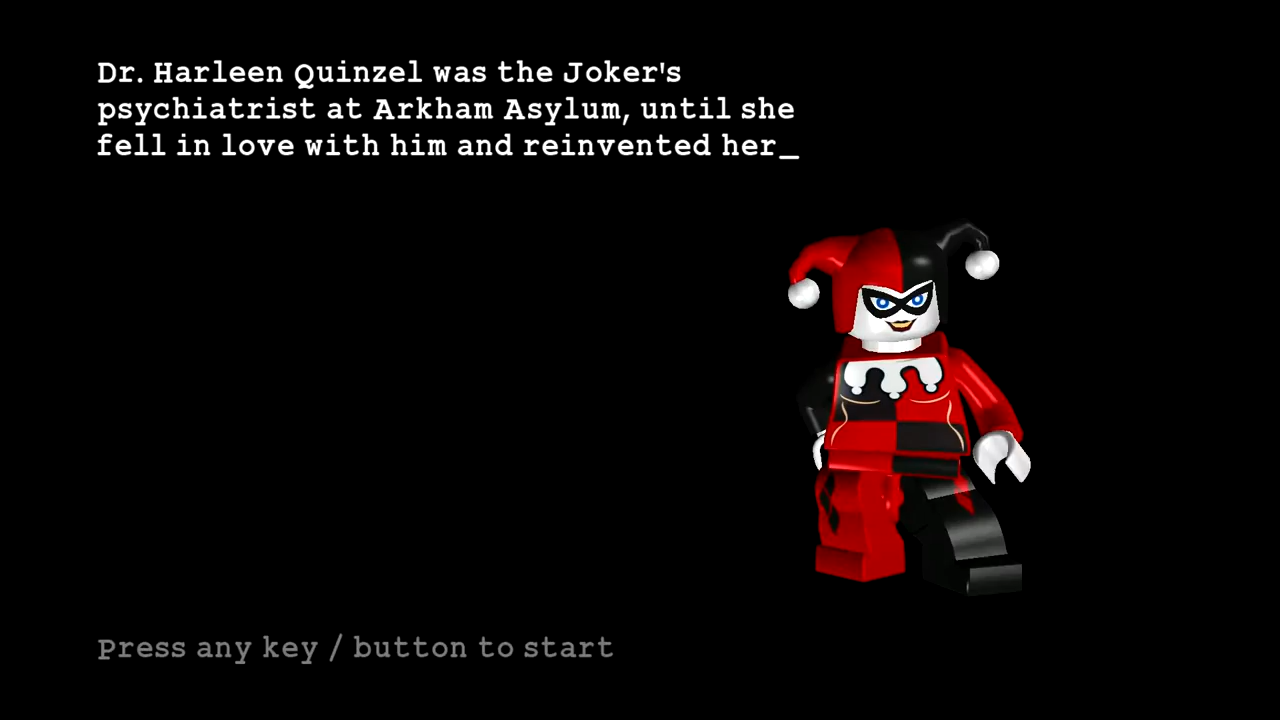 Dr. Harleen Quinzel was the Joker's
psychiatrist at Arkham Asylum, until she
fell in love with him and reinvented her_
Press any key / button to start